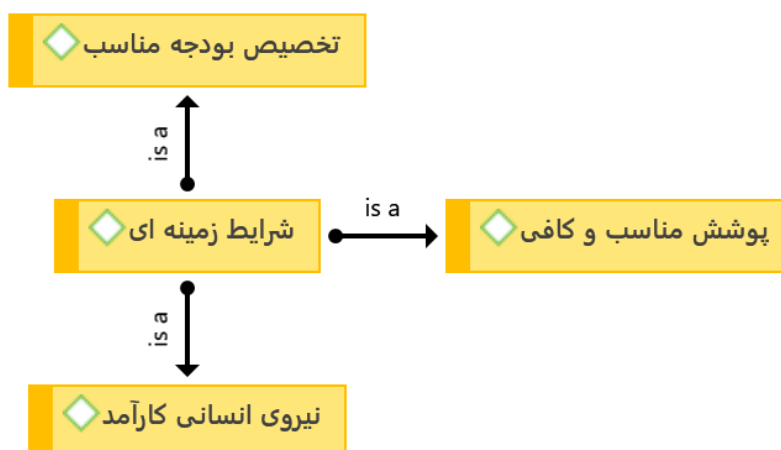 تخصیص بودجه مناسب
is a
شرایط زمینه ای
is a
پوشش مناسب و کافی
is a
نیروی انسانی کارآمد